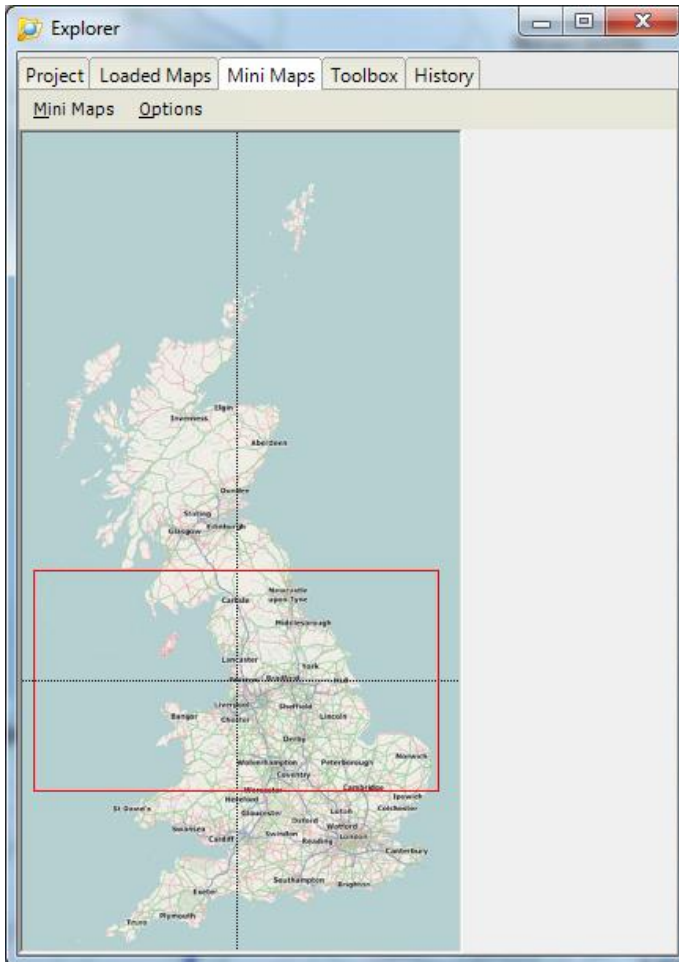 Explorer
Project Loaded Maps Mini Maps Toolbox History
Mini Maps Options
Elgin
Inverness
Aberdeen
Dundee
Stirling
Glasgow Edinburgh
Newcastle
Carlisle upon Tyne
Middlesbrough
Lancaster
York
Bradford Hull
Liverpool Sheffield
Bangor Chester Lincoln
Derby
Norwich
Wolverhampton Peterborough
Coventry
Worcester Cambridge
Hereford Ipswich
St David's Gloucester Luton Colchester
Oxford
Swansea Swindon Watford
Cardiff Reading London
Canterbury
Southampton Brighton
Exeter
Plymouth
Truro